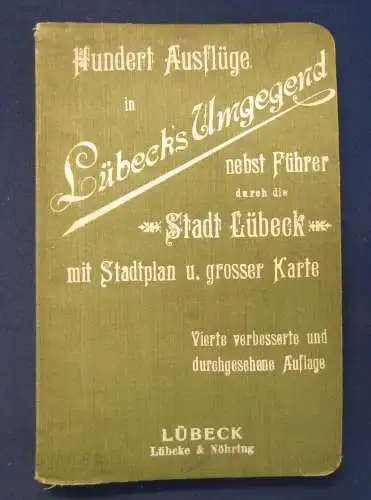 Hundert Ausflüge
in
Lübeck's Umgegend
nebst Führer
durch die
Stadt Lübeck
mit Stadtplan u. grosser Karte
Vierte verbesserte und
durchgesehene Auflage
LÜBECK
Lübcke & Nöhring